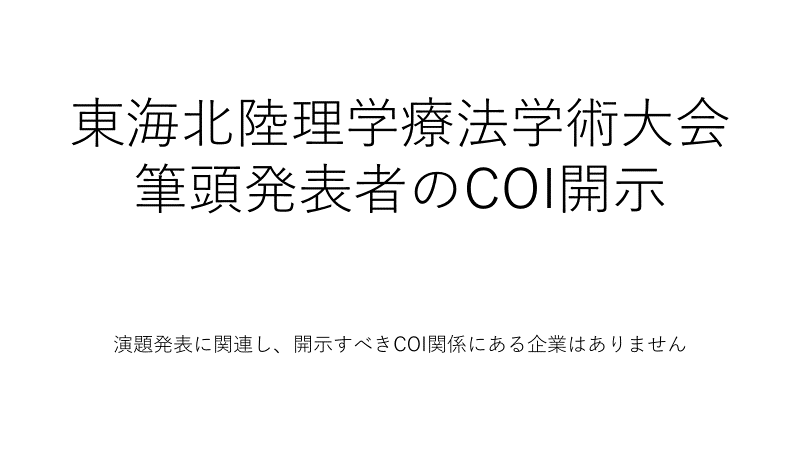 東海北陸理学療法学術大会
筆頭発表者のCOI開示
演題発表に関連し、開示すべきCOI関係にある企業はありません